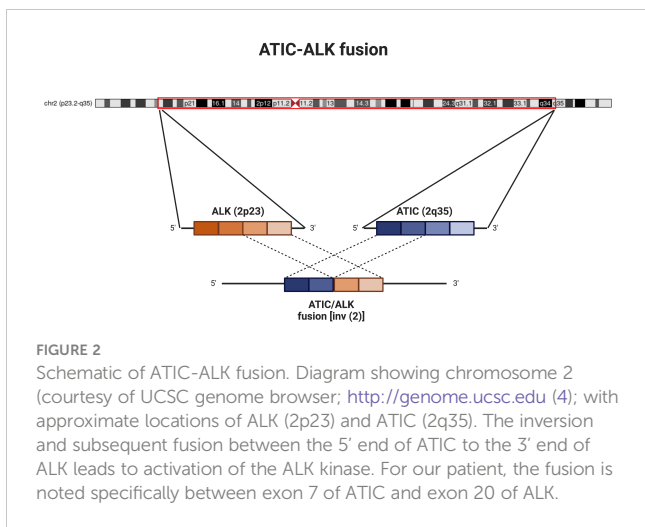 ATIC-ALK fusion
chr2 (p23.2-q35) p21 16.1 14 2p12 p11.2 11.2 13 14.3 24.3 q31.1 32.1 33.1 q34 q35
ALK (2p23) ATIC (2q35)
5' 3' 5' 3'
5' 3'
ATIC/ALK
fusion [inv (2)]
FIGURE 2
Schematic of ATIC-ALK fusion. Diagram showing chromosome 2
(courtesy of UCSC genome browser; http://genome.ucsc.edu (4); with
approximate locations of ALK (2p23) and ATIC (2q35). The inversion
and subsequent fusion between the 5' end of ATIC to the 3' end of
ALK leads to activation of the ALK kinase. For our patient, the fusion is
noted specifically between exon 7 of ATIC and exon 20 of ALK.